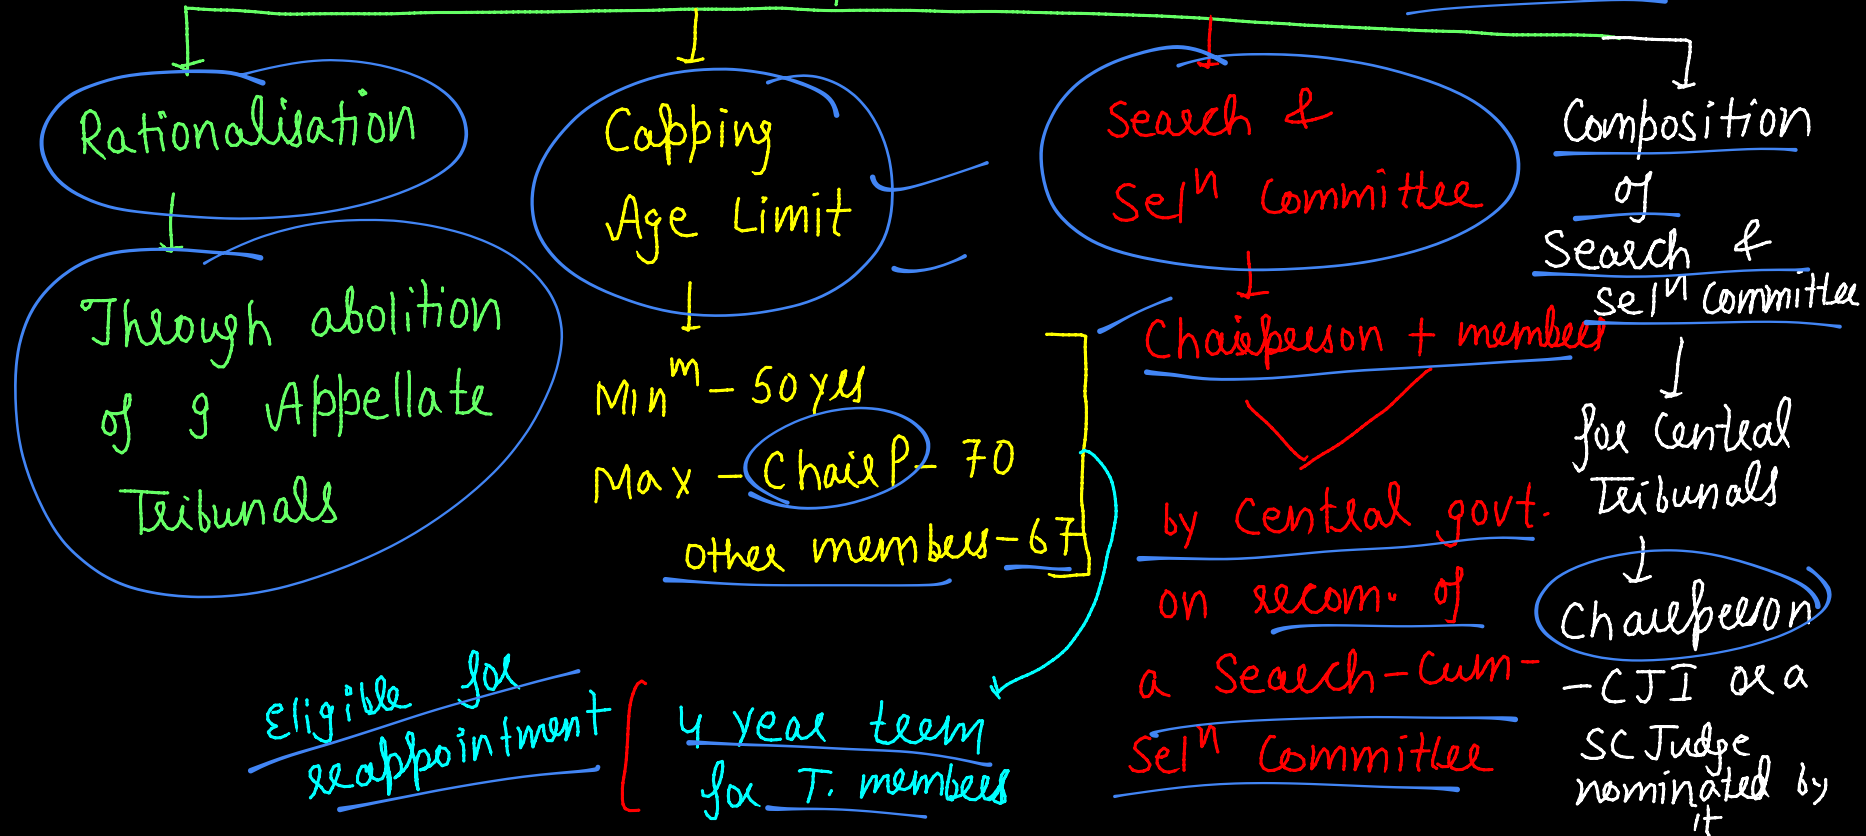 Rationalisation
Through abolition
of 9 Appellate
Tribunals
Capping
Age Limit
Minᵐ - 50 yrs
Max - ChairP - 70
other members - 67
4 year term
for T. members
Eligible for
reappointment
Search &
Selⁿ Committee
Chairperson + members
by Central govt.
on recom. of
a Search-Cum-
Selⁿ Committee
Composition
of
Search &
Selⁿ Committee
for Central
Tribunals
Chairperson
- CJI or a
SC Judge
nominated by
it